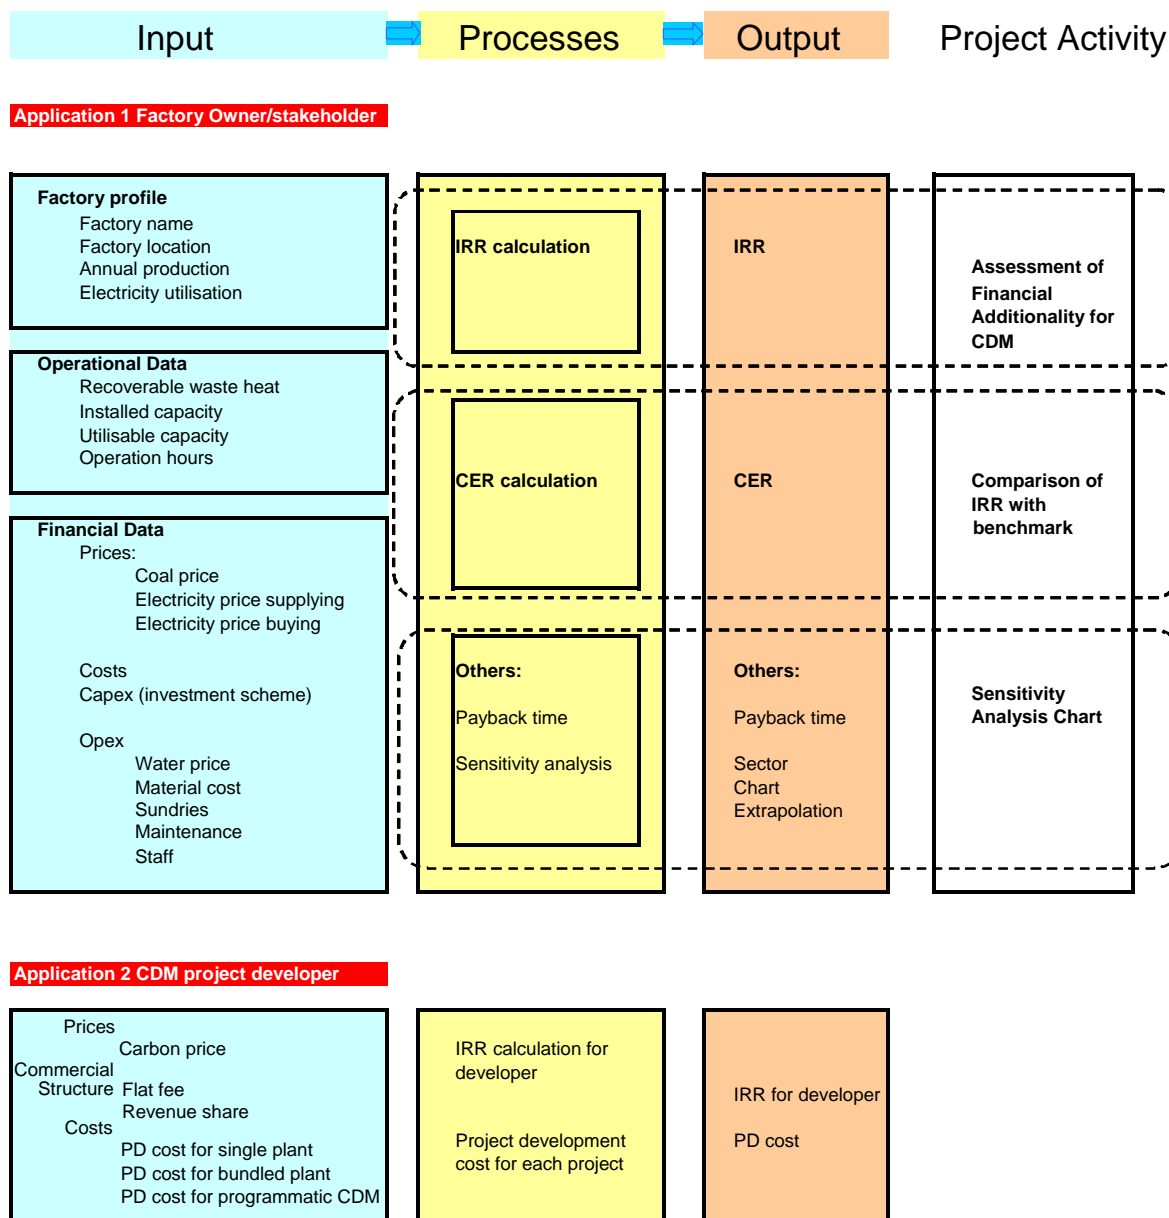 Input
Processes
Output
Project Activity
Application 1 Factory Owner/stakeholder
Factory profile
Factory name
Factory location
Annual production
Electricity utilisation
Operational Data
Recoverable waste heat
Installed capacity
Utilisable capacity
Operation hours
Financial Data
Prices:
Coal price
Electricity price supplying
Electricity price buying
Costs
Capex (investment scheme)
Opex
Water price
Material cost
Sundries
Maintenance
Staff
IRR calculation
CER calculation
Others:
Payback time
Sensitivity analysis
IRR
CER
Others:
Payback time
Sector
Chart
Extrapolation
Assessment of
Financial
Additionality for
CDM
Comparison of
IRR with
benchmark
Sensitivity
Analysis Chart
Application 2 CDM project developer
Prices
Carbon price
Commercial
Structure
Flat fee
Revenue share
Costs
PD cost for single plant
PD cost for bundled plant
PD cost for programmatic CDM
IRR calculation for
developer
Project development
cost for each project
IRR for developer
PD cost